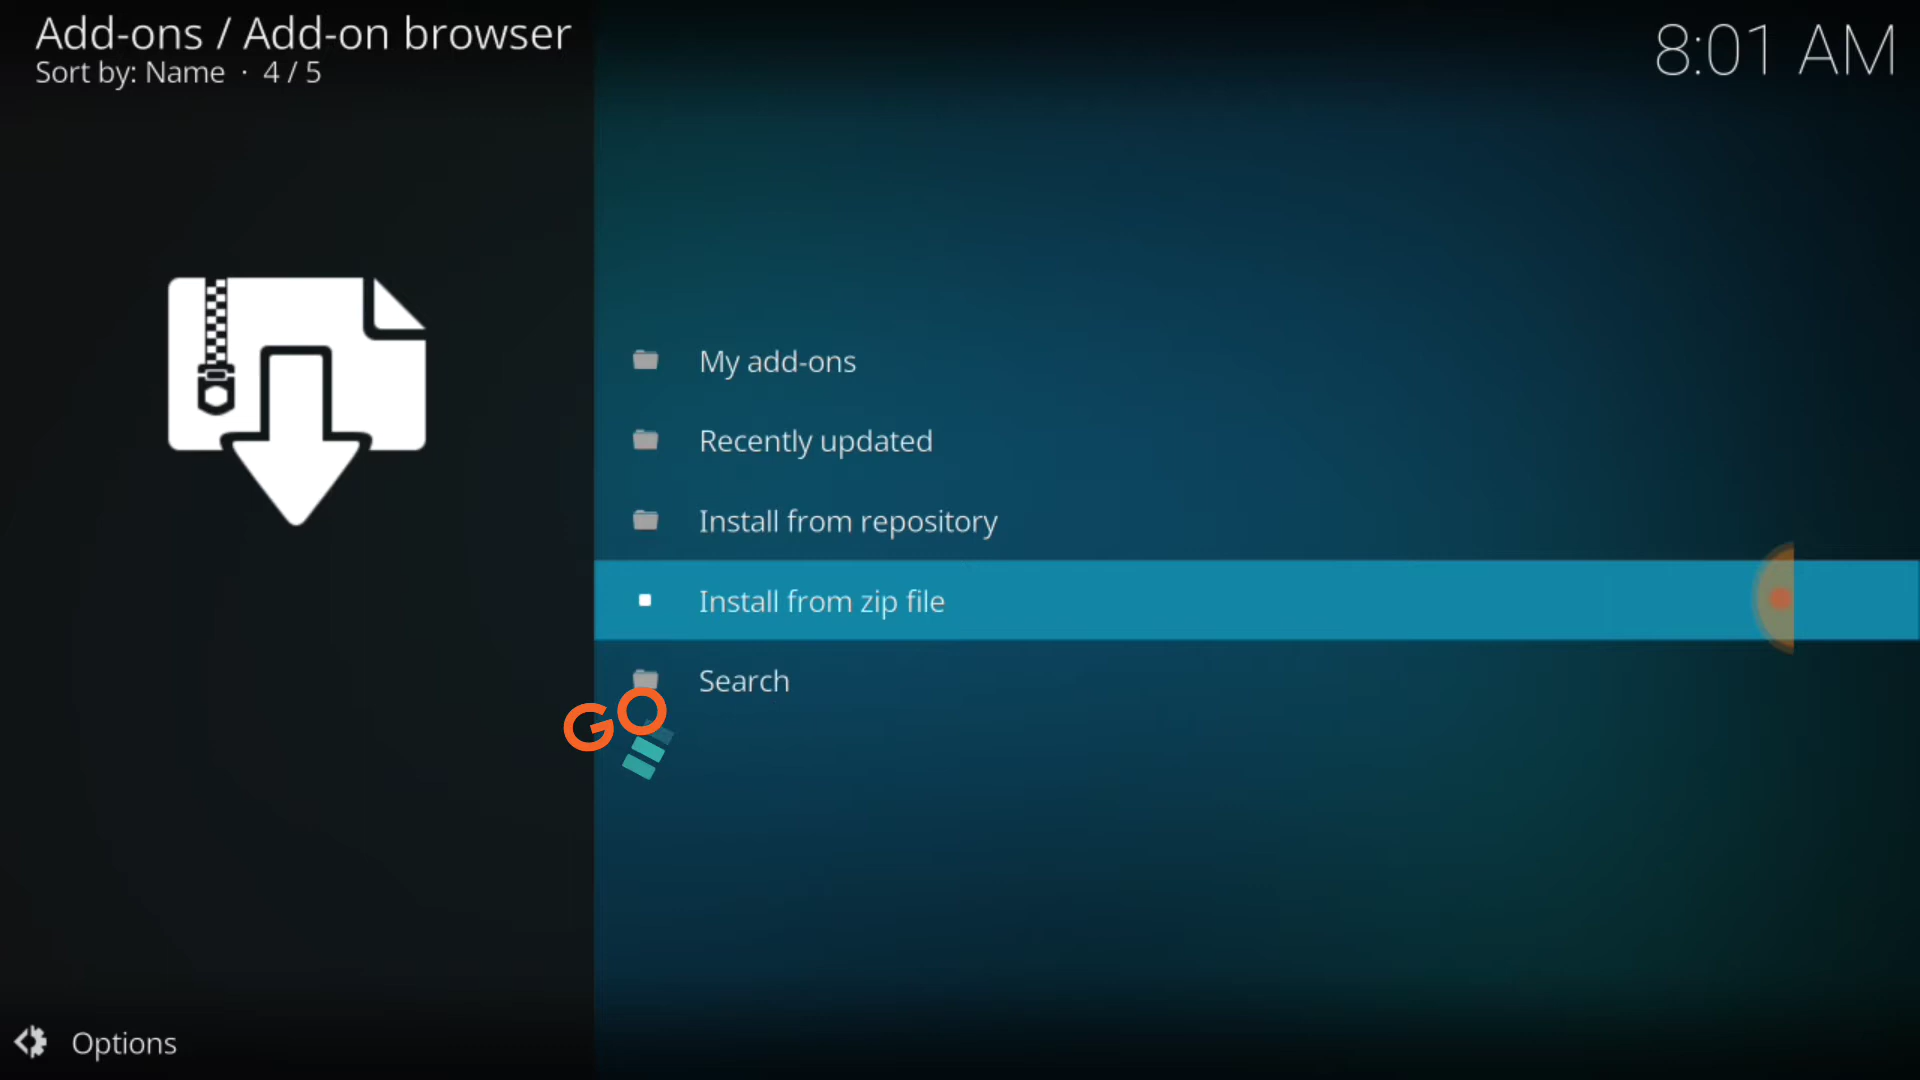 Add-ons / Add-on browser
Sort by: Name · 4 / 5
8:01 AM
My add-ons
Recently updated
Install from repository
Install from zip file
Search
GO
Options